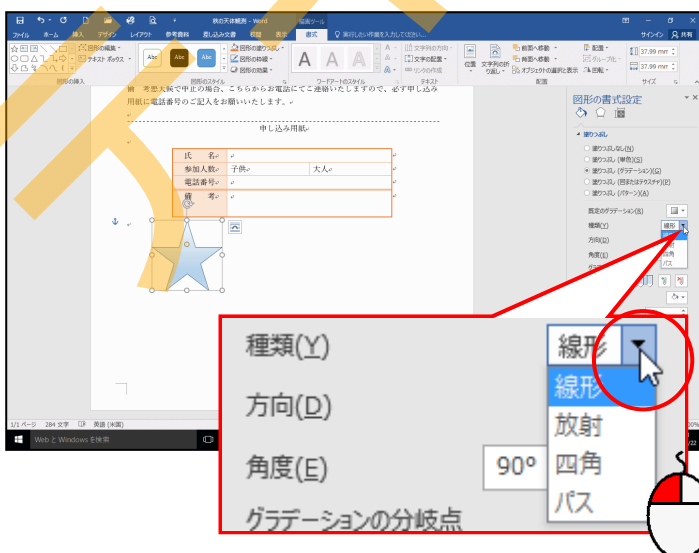 秋の天体観測 - Word
描画ツール
ファイル ホーム 挿入 デザイン レイアウト 参考資料 差し込み文書 校閲 表示 書式 実行したい作業を入力してください... サインイン 共有
図形の編集 テキスト ボックス
Abc Abc Abc
図形の塗りつぶし
図形の枠線
図形の効果
A A A
文字列の方向
文字の配置
リンクの作成
位置 文字列の折り返し
前面へ移動
背面へ移動
オブジェクトの選択と表示
配置
グループ化
回転
37.99 mm
37.99 mm
図形の挿入 図形のスタイル ワードアートのスタイル テキスト 配置 サイズ
備考悪天候で中止の場合、こちらからお電話にてご連絡いたしますので、必ず申し込み
用紙に電話番号のご記入をお願いいたします。
申し込み用紙
氏 名
参加人数 子供 大人
電話番号
備 考
図形の書式設定
塗りつぶし
塗りつぶしなし(N)
塗りつぶし (単色)(S)
塗りつぶし (グラデーション)(G)
塗りつぶし (図またはテクスチャ)(P)
塗りつぶし (パターン)(A)
既定のグラデーション(R)
種類(Y) 線形
方向(D)
角度(E) 四角
パス
1/1 ページ 284 文字 英語 (米国)
Web と Windows を検索
種類(Y) 線形
線形
方向(D)
放射
角度(E) 90° 四角
グラデーションの分岐点 パス